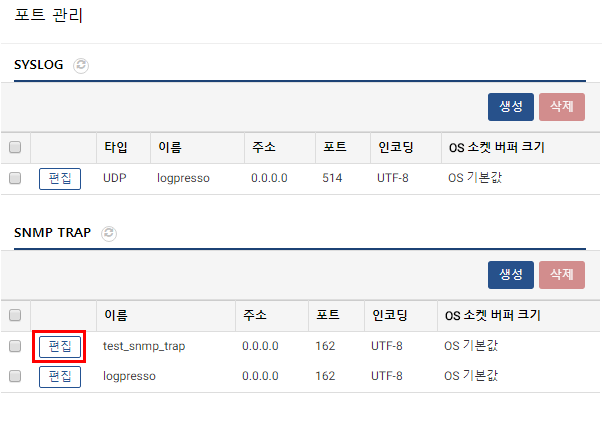 포트 관리
SYSLOG
생성 삭제
타입 이름 주소 포트 인코딩 OS 소켓 버퍼 크기
편집 UDP logpresso 0.0.0.0 514 UTF-8 OS 기본값
SNMP TRAP
생성 삭제
이름 주소 포트 인코딩 OS 소켓 버퍼 크기
편집 test_snmp_trap 0.0.0.0 162 UTF-8 OS 기본값
편집 logpresso 0.0.0.0 162 UTF-8 OS 기본값